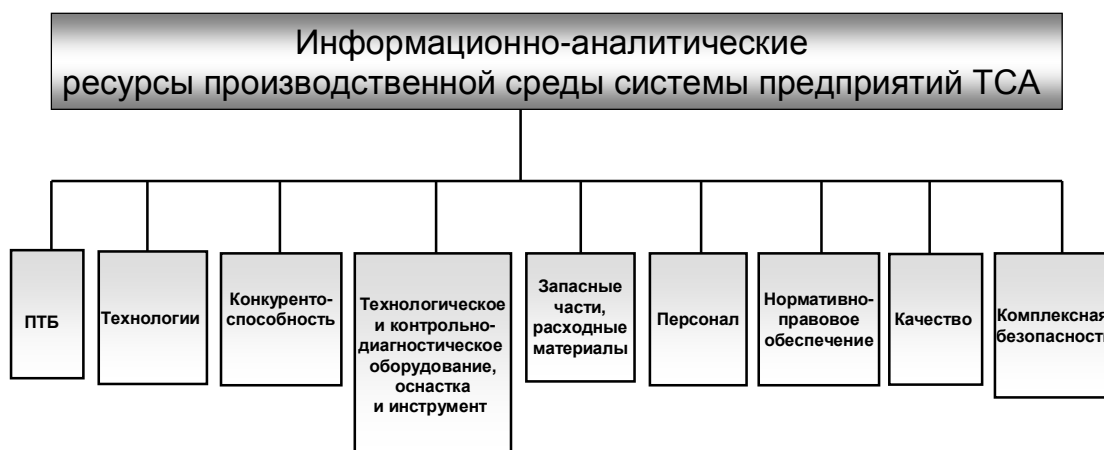 Информационно-аналитические
ресурсы производственной среды системы предприятий ТСА
ПТБ
Технологии
Конкуренто-
способность
Технологическое
и контрольно-
диагностическое
оборудование,
оснастка
и инструмент
Запасные
части,
расходные
материалы
Персонал
Нормативно-
правовое
обеспечение
Качество
Комплексная
безопасность